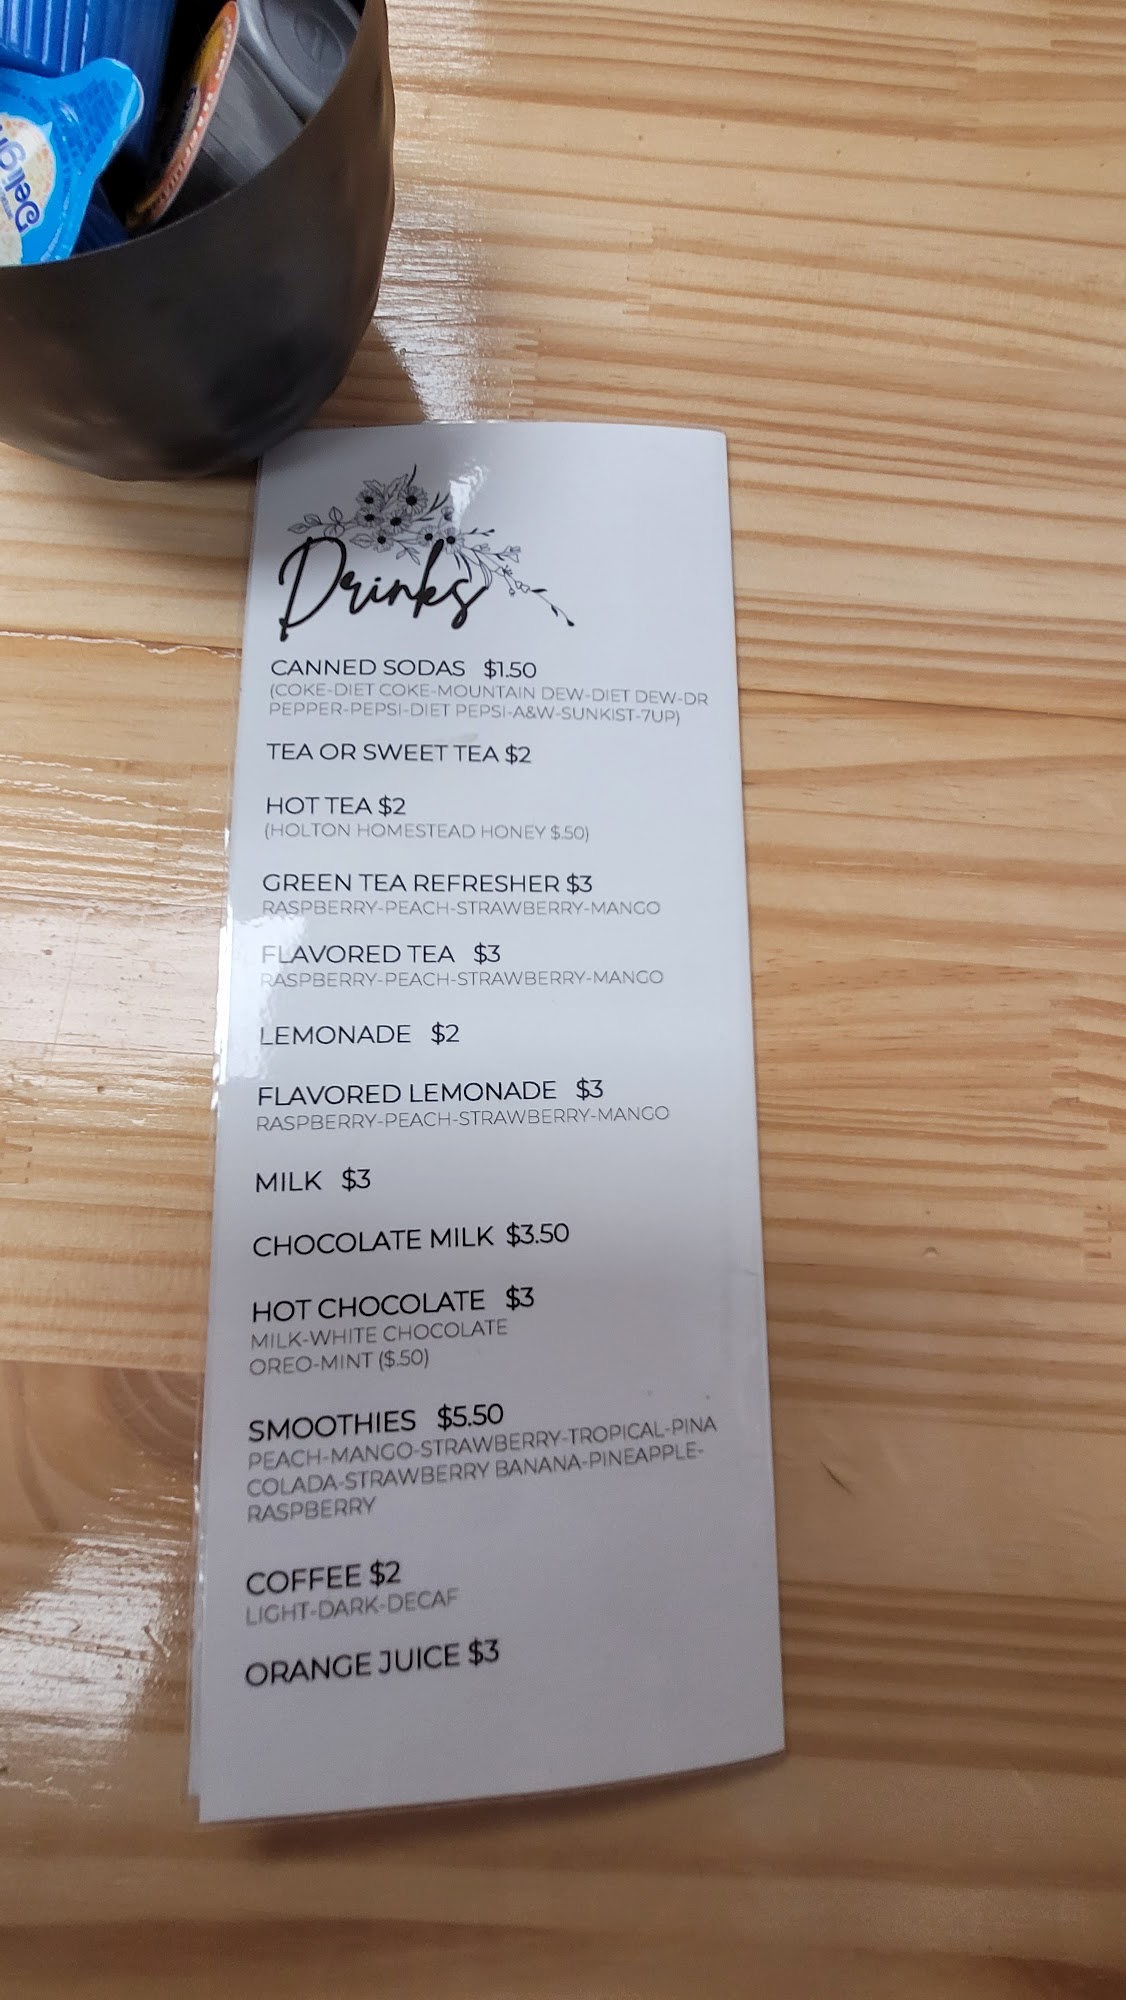 Delight
Drinks
CANNED SODAS $1.50
(COKE-DIET COKE-MOUNTAIN DEW-DIET DEW-DR
PEPPER-PEPSI-DIET PEPSI-A&W-SUNKIST-7UP)
TEA OR SWEET TEA $2
HOT TEA $2
(HOLTON HOMESTEAD HONEY $.50)
GREEN TEA REFRESHER $3
RASPBERRY-PEACH-STRAWBERRY-MANGO
FLAVORED TEA $3
RASPBERRY-PEACH-STRAWBERRY-MANGO
LEMONADE $2
FLAVORED LEMONADE $3
RASPBERRY-PEACH-STRAWBERRY-MANGO
MILK $3
CHOCOLATE MILK $3.50
HOT CHOCOLATE $3
MILK-WHITE CHOCOLATE
OREO-MINT ($.50)
SMOOTHIES $5.50
PEACH-MANGO-STRAWBERRY-TROPICAL-PINA
COLADA-STRAWBERRY BANANA-PINEAPPLE-
RASPBERRY
COFFEE $2
LIGHT-DARK-DECAF
ORANGE JUICE $3